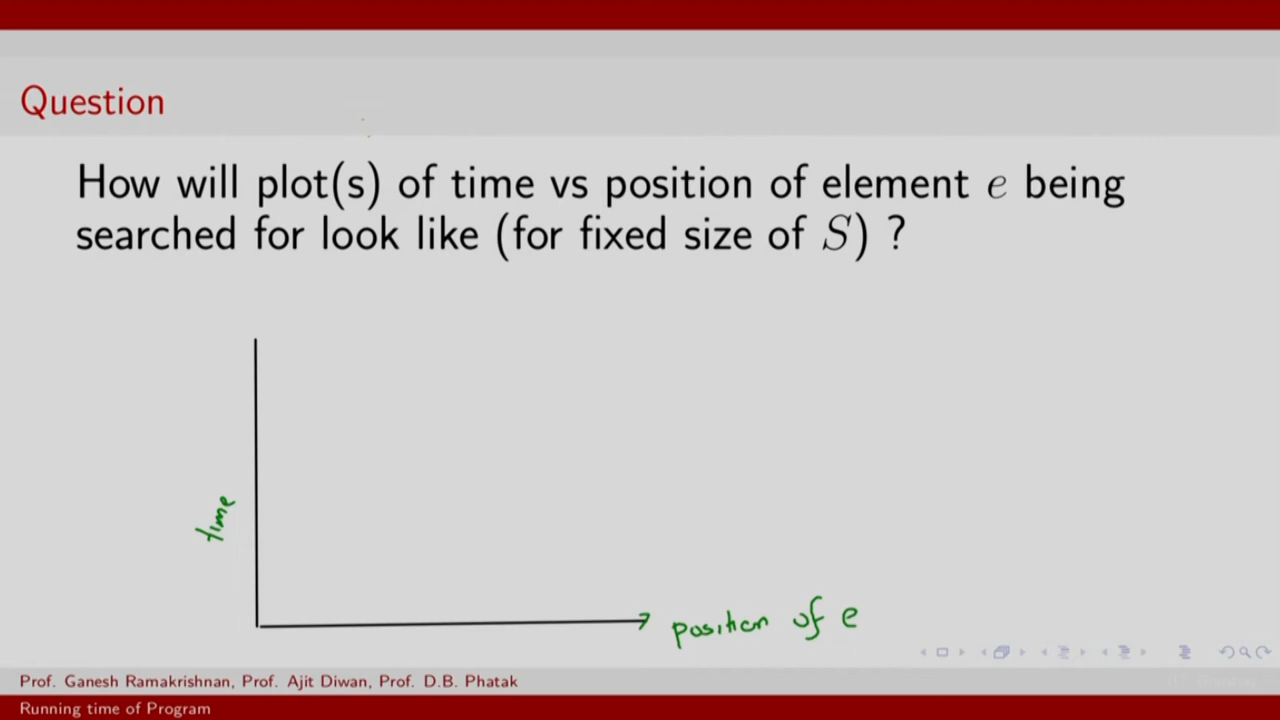 Question
How will plot(s) of time vs position of element e being
searched for look like (for fixed size of S) ?
time
position of e
Prof. Ganesh Ramakrishnan, Prof. Ajit Diwan, Prof. D.B. Phatak
Running time of Program